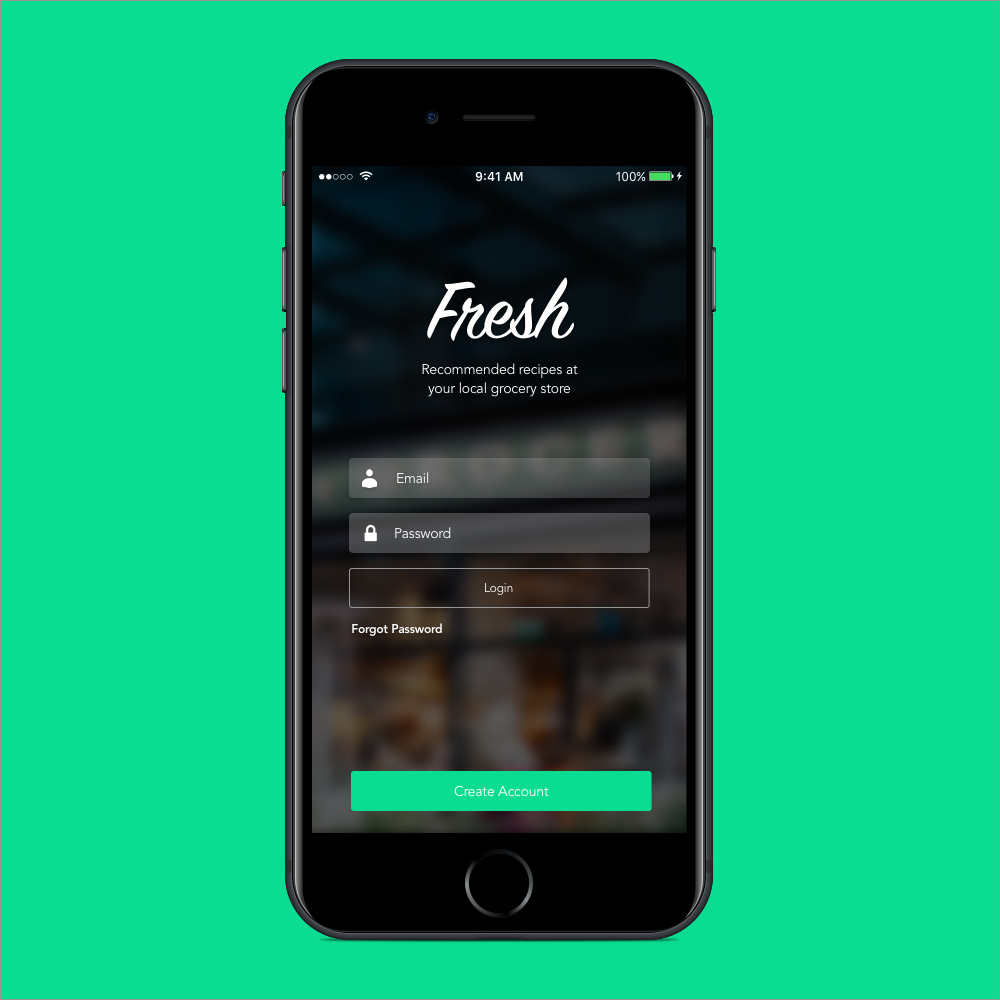 9:41 AM
100%
Fresh
Recommended recipes at
your local grocery store
GROCER
Email
Password
Login
Forgot Password
Create Account